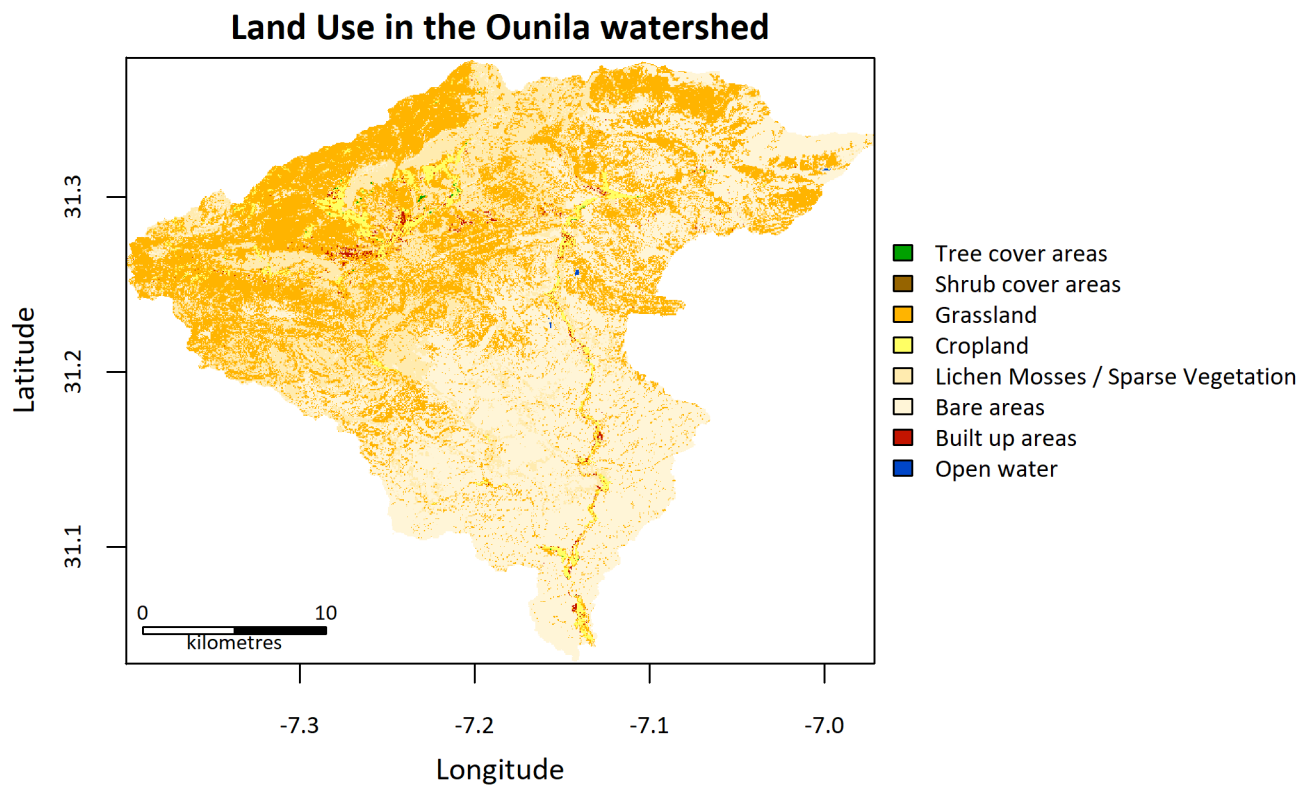 Land Use in the Ounila watershed
31.3
31.2
31.1
Latitude
0 10
kilometres
-7.3 -7.2 -7.1 -7.0
Longitude
Tree cover areas
Shrub cover areas
Grassland
Cropland
Lichen Mosses / Sparse Vegetation
Bare areas
Built up areas
Open water